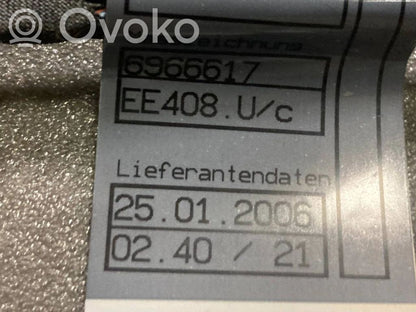 Ovoko
6966617
EE408.U/c
Lieferantendaten
25.01.2006
02.40 / 21